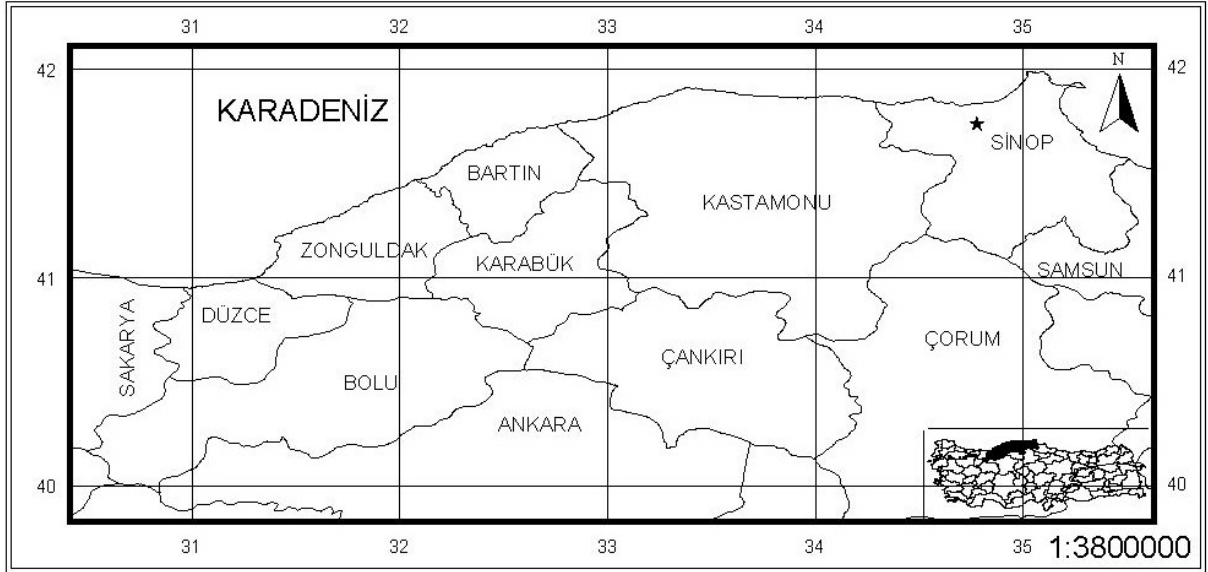 31 32 33 34 35
42 42
N
KARADENİZ
SİNOP
BARTIN
KASTAMONU
ZONGULDAK
KARABÜK
SAMSUN
41 41
DÜZCE
SAKARYA
ÇORUM
ÇANKIRI
BOLU
ANKARA
40 40
31 32 33 34 35
1:3800000